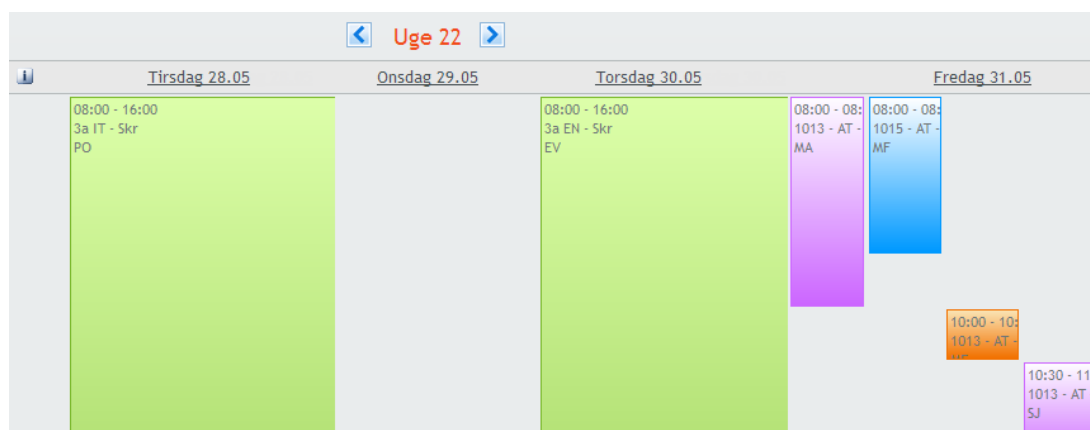 Uge 22
i Tirsdag 28.05 Onsdag 29.05 Torsdag 30.05 Fredag 31.05
08:00 - 16:00
3a IT - Skr
PO
08:00 - 16:00
3a EN - Skr
EV
08:00 - 08:
1013 - AT -
MA
08:00 - 08:
1015 - AT -
MF
10:00 - 10:
1013 - AT -
10:30 - 11
1013 - AT
SJ